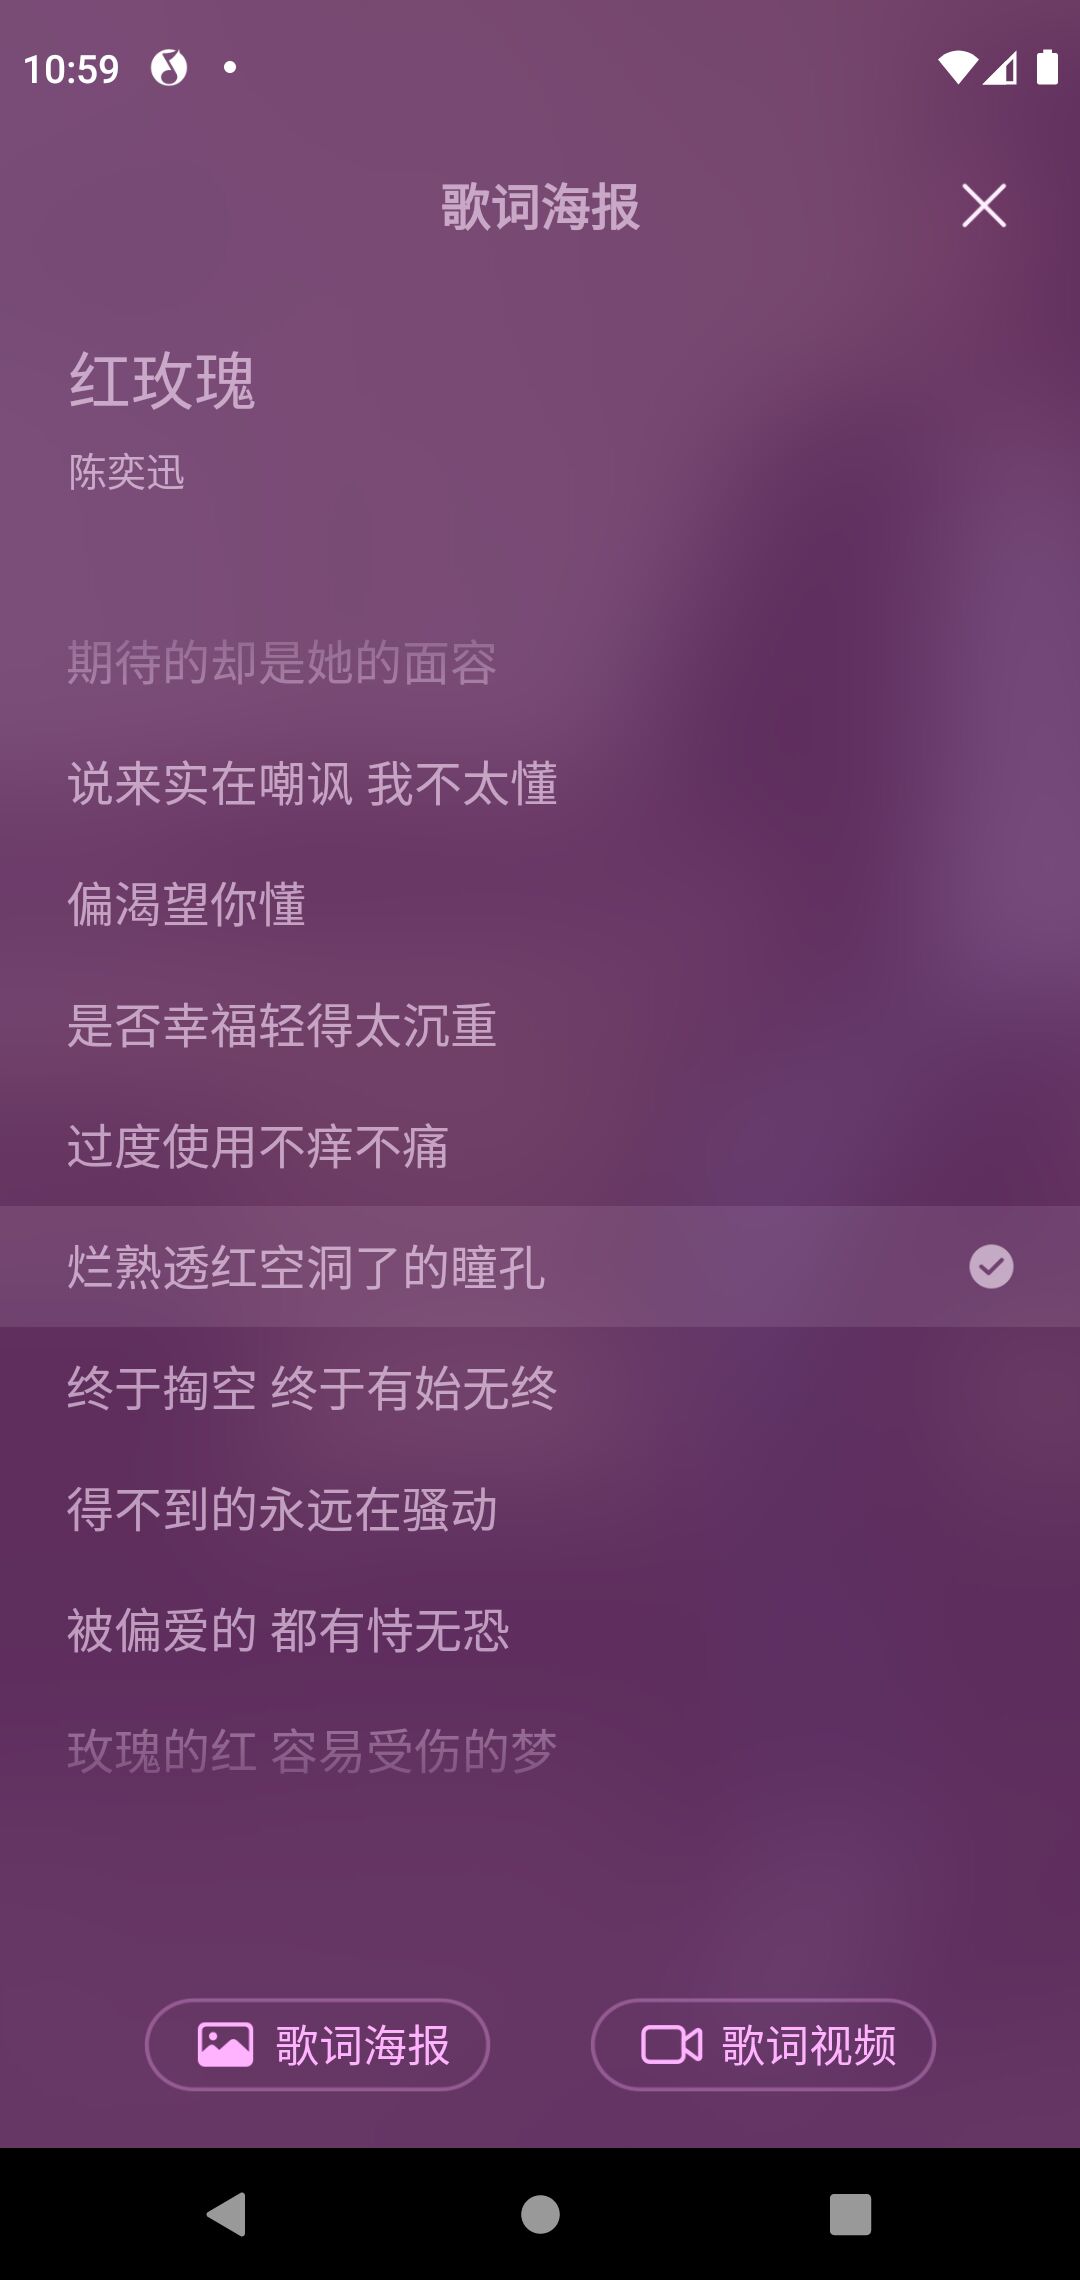 10:59
歌词海报
红玫瑰
陈奕迅
期待的却是她的面容
说来实在嘲讽 我不太懂
偏渴望你懂
是否幸福轻得太沉重
过度使用不痒不痛
烂熟透红空洞了的瞳孔
终于掏空 终于有始无终
得不到的永远在骚动
被偏爱的 都有恃无恐
玫瑰的红 容易受伤的梦
歌词海报
歌词视频